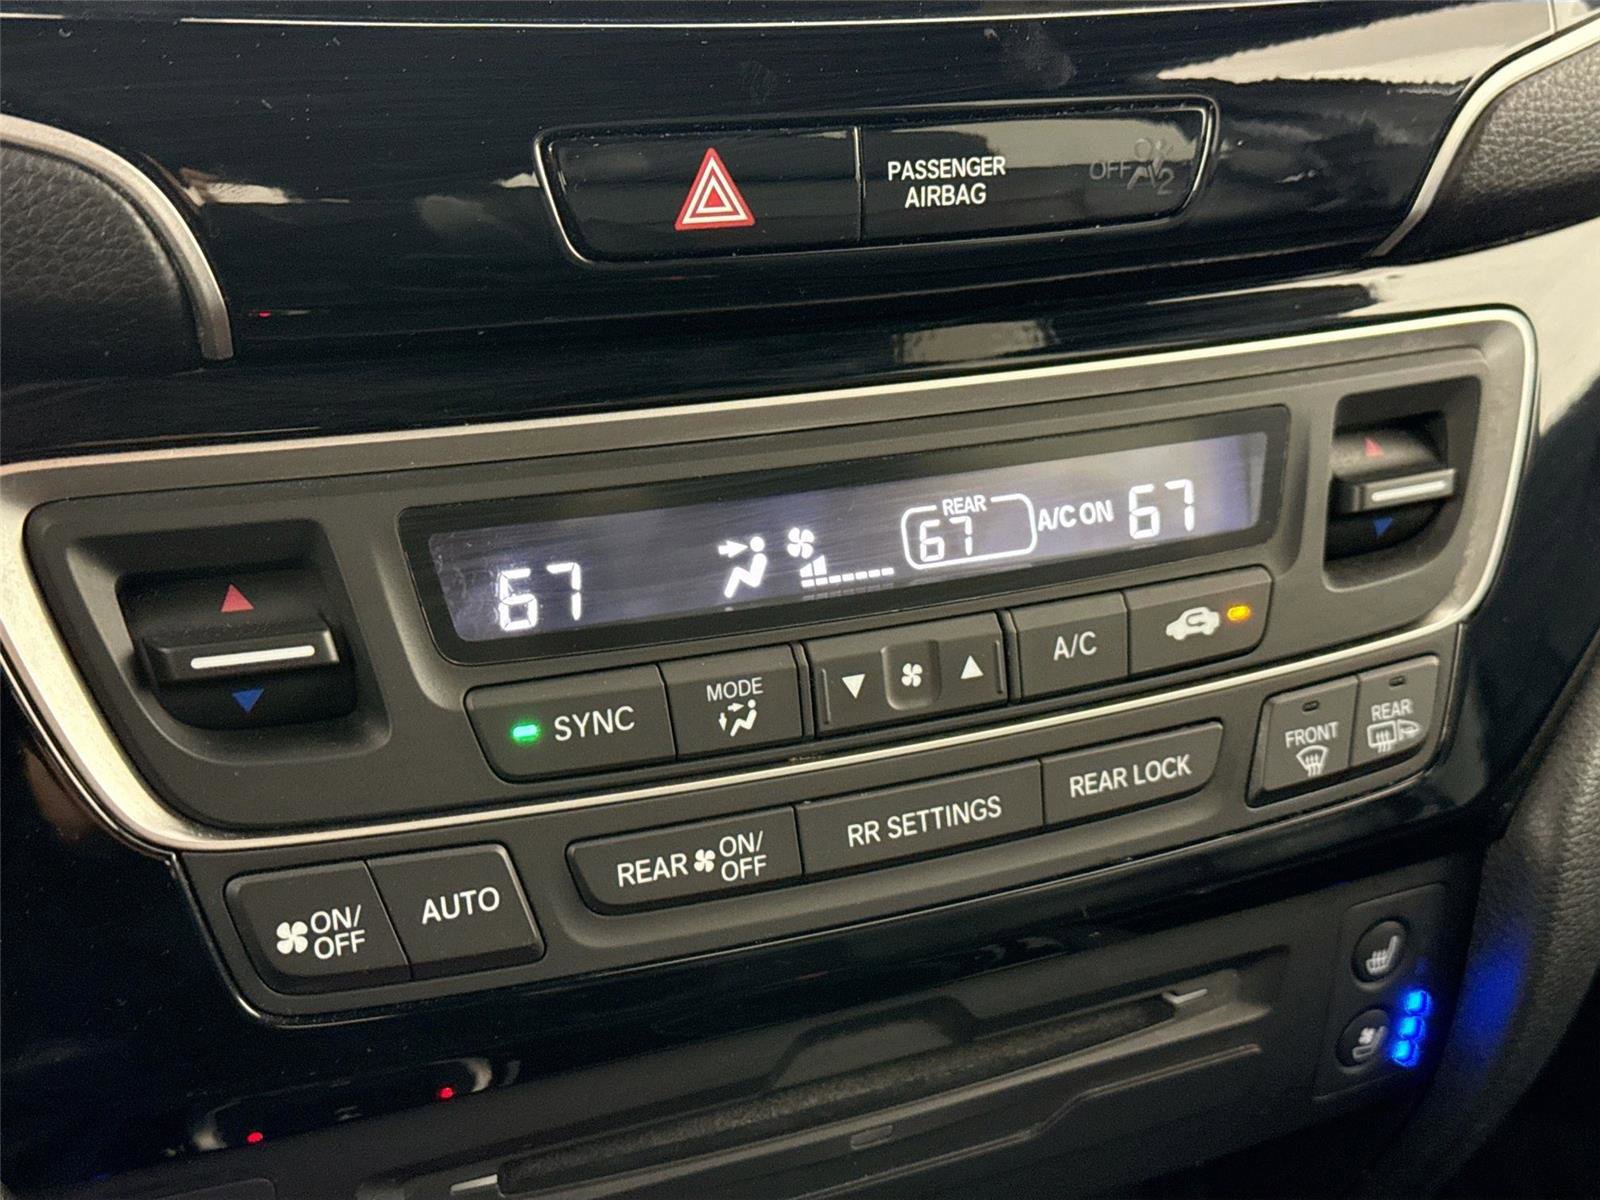 PASSENGER
AIRBAG
OFF
2
67
REAR
67
A/C ON
67
SYNC
MODE
A/C
FRONT
REAR
ON/
OFF
AUTO
REAR
ON/
OFF
RR SETTINGS
REAR LOCK